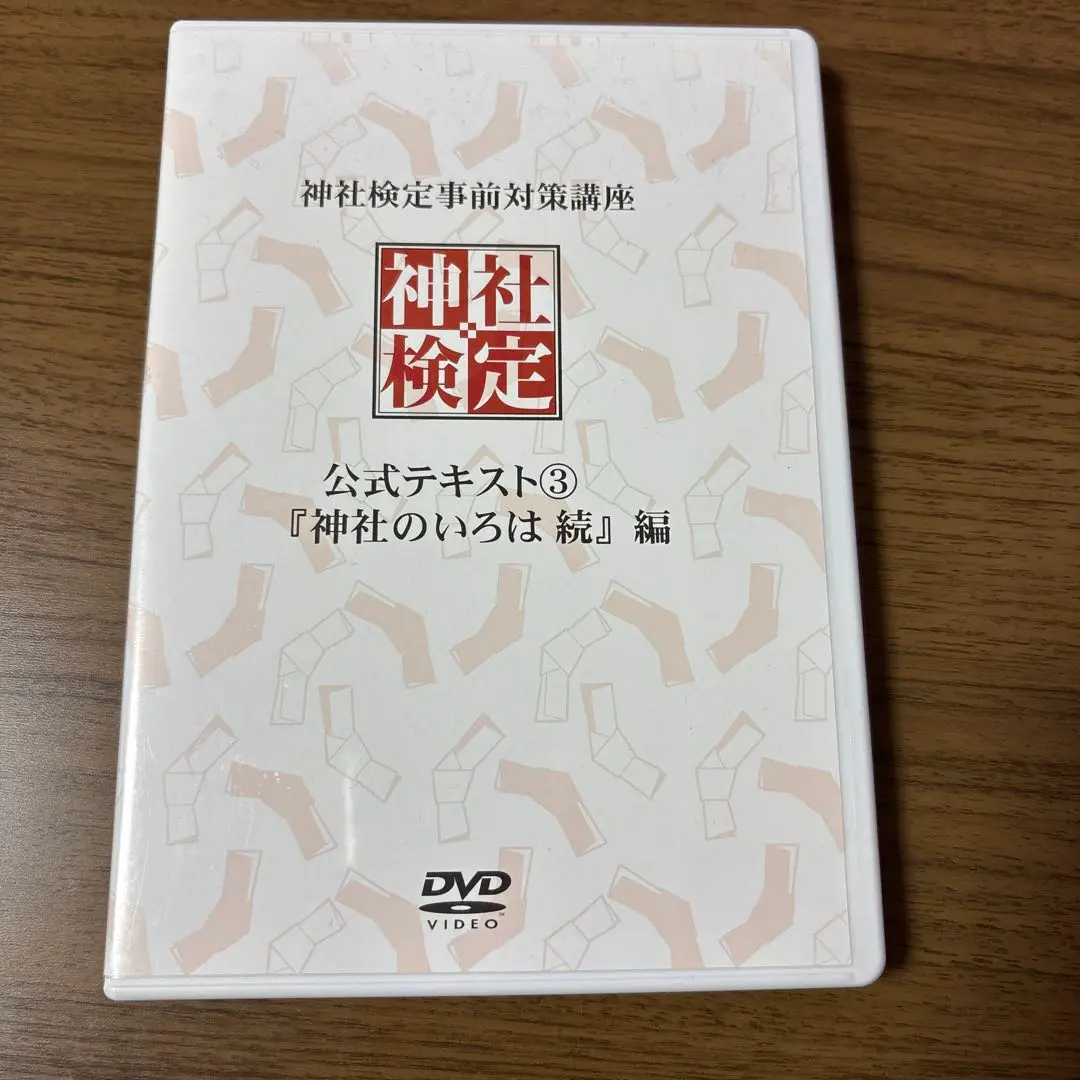 神社検定事前対策講座
神社
検定
公式テキスト③
『神社のいろは 続』編
DVD
VIDEO™